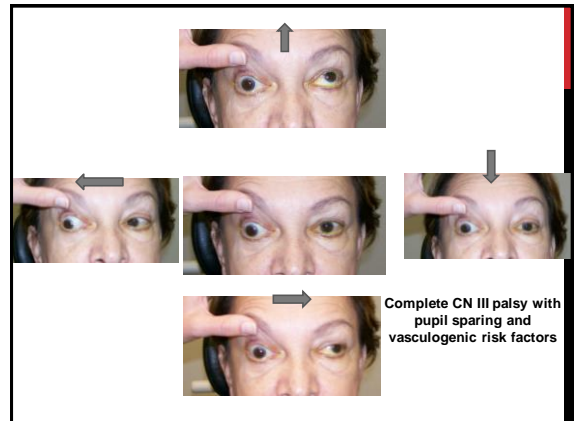 Complete CN III palsy with
pupil sparing and
vasculogenic risk factors